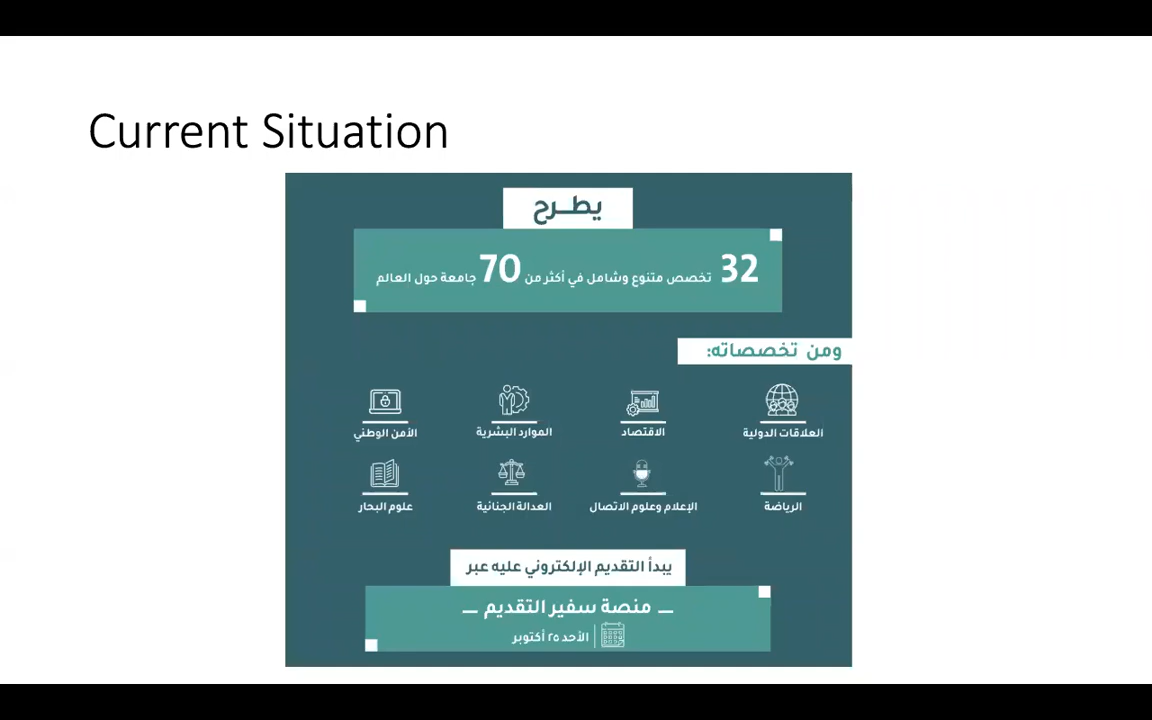 Current Situation
يطرح
32 تخصص متنوع وشامل في أكثر من 70 جامعة حول العالم
ومن تخصصاته:
العلاقات الدولية
الاقتصاد
الموارد البشرية
الأمن الوطني
الرياضة
الإعلام وعلوم الاتصال
العدالة الجنائية
علوم البحار
يبدأ التقديم الإلكتروني عليه عبر
منصة سفير التقديم
الأحد ٢٥ أكتوبر